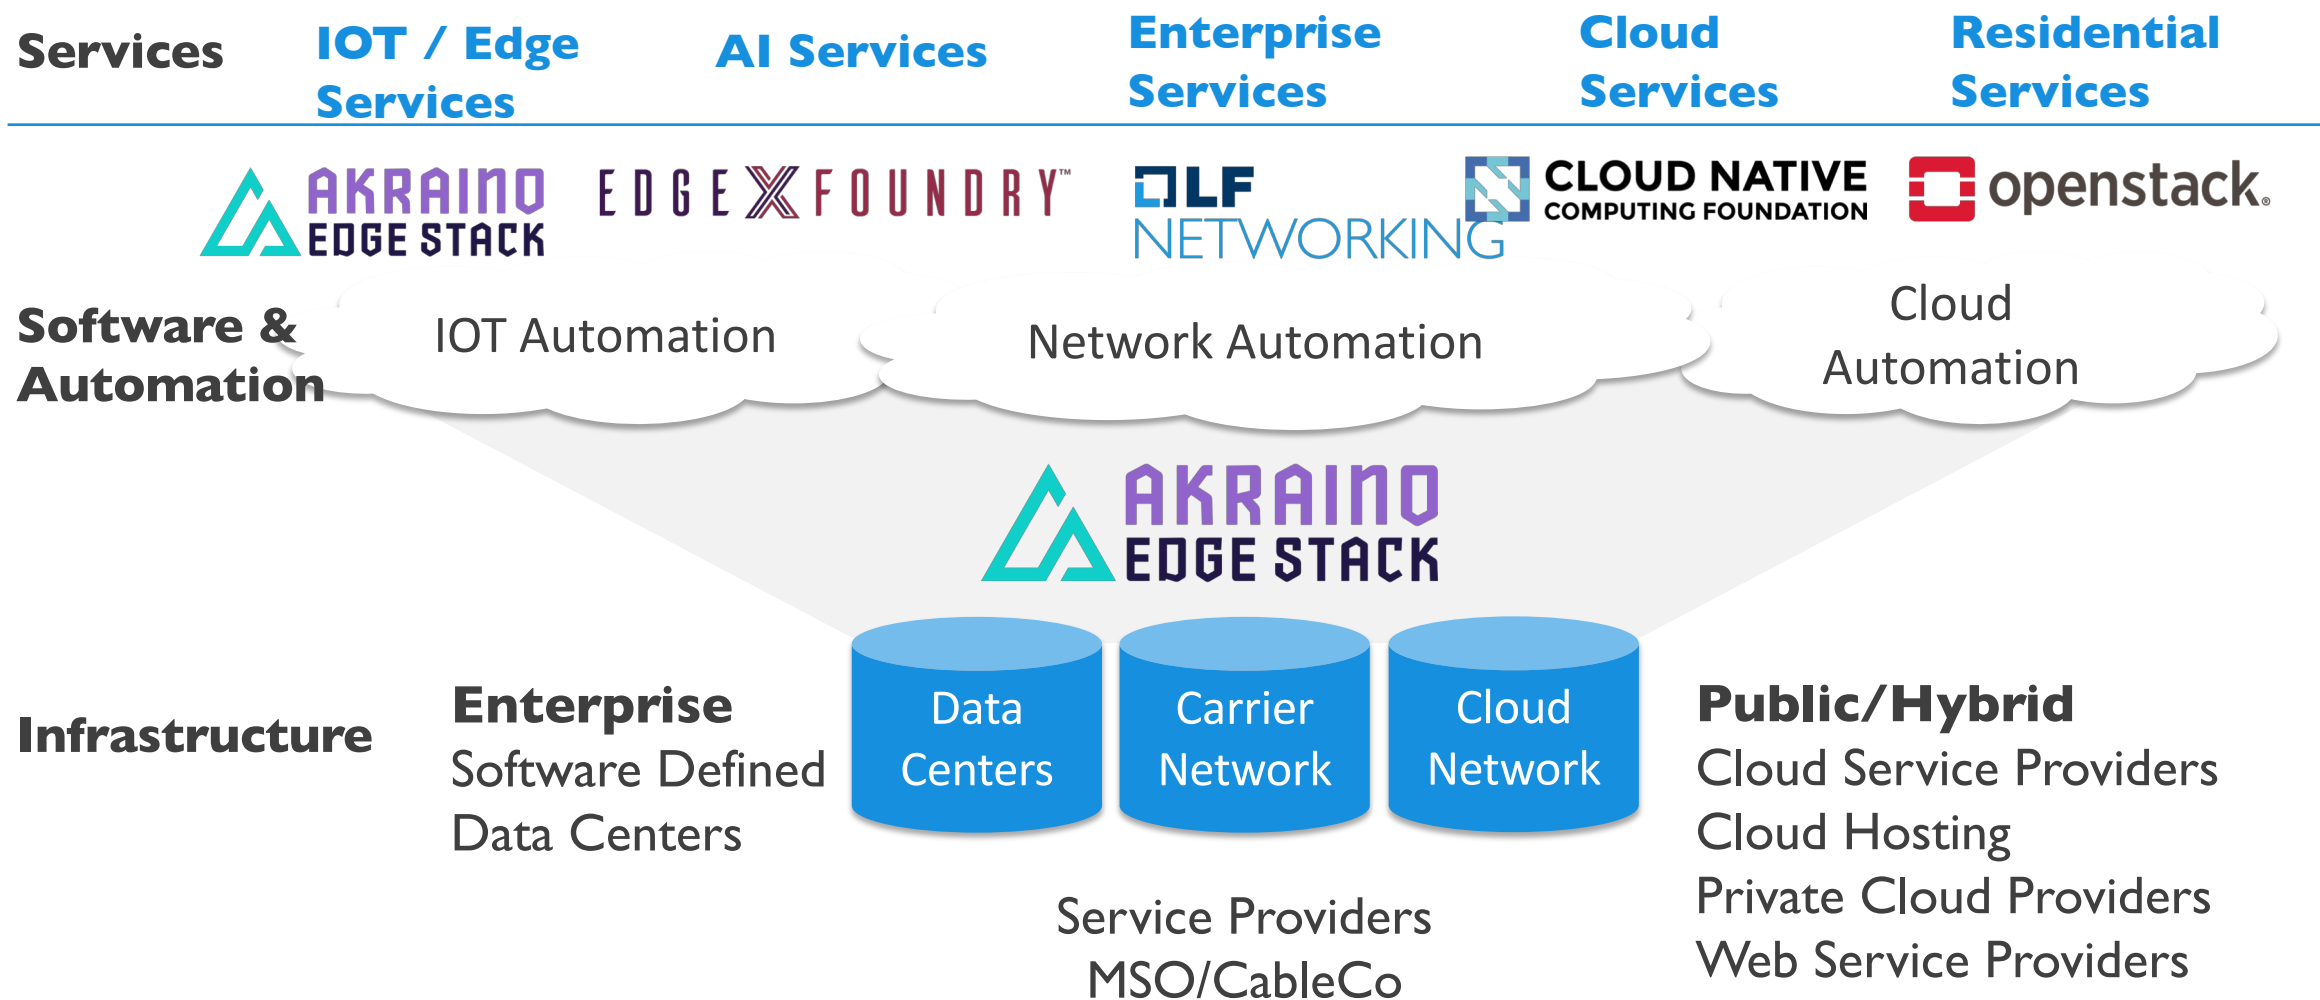 Services
IOT / Edge
Services
AI Services
Enterprise
Services
Cloud
Services
Residential
Services
AKRAINO
EDGE STACK
EDGE X FOUNDRY™
LF
NETWORKING
CLOUD NATIVE
COMPUTING FOUNDATION
openstack®
Software &
Automation
IOT Automation
Network Automation
Cloud
Automation
AKRAINO
EDGE STACK
Infrastructure
Enterprise
Software Defined
Data Centers
Data
Centers
Carrier
Network
Cloud
Network
Service Providers
MSO/CableCo
Public/Hybrid
Cloud Service Providers
Cloud Hosting
Private Cloud Providers
Web Service Providers